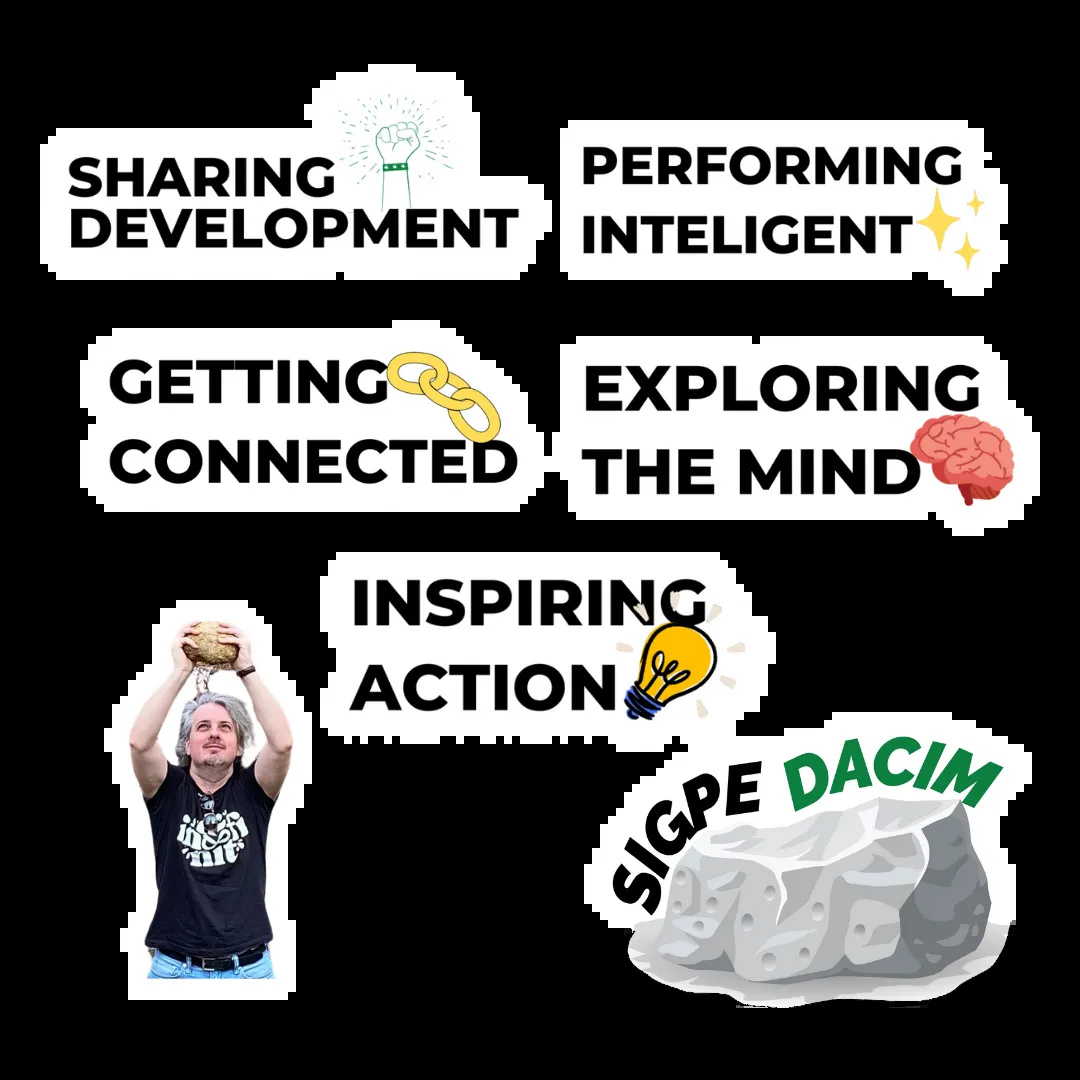 SHARING
DEVELOPMENT
PERFORMING
INTELIGENT
GETTING
CONNECTED
EXPLORING
THE MIND
INSPIRING
ACTION
SIGPE DACIM